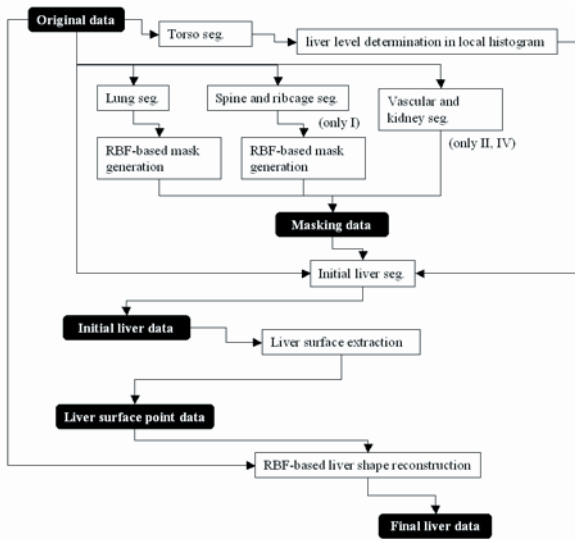 Original data
Torso seg.
liver level determination in local histogram
Lung seg.
Spine and ribcage seg.
Vascular and
kidney seg.
(only I)
(only II, IV)
RBF-based mask
generation
RBF-based mask
generation
Masking data
Initial liver seg.
Initial liver data
Liver surface extraction
Liver surface point data
RBF-based liver shape reconstruction
Final liver data